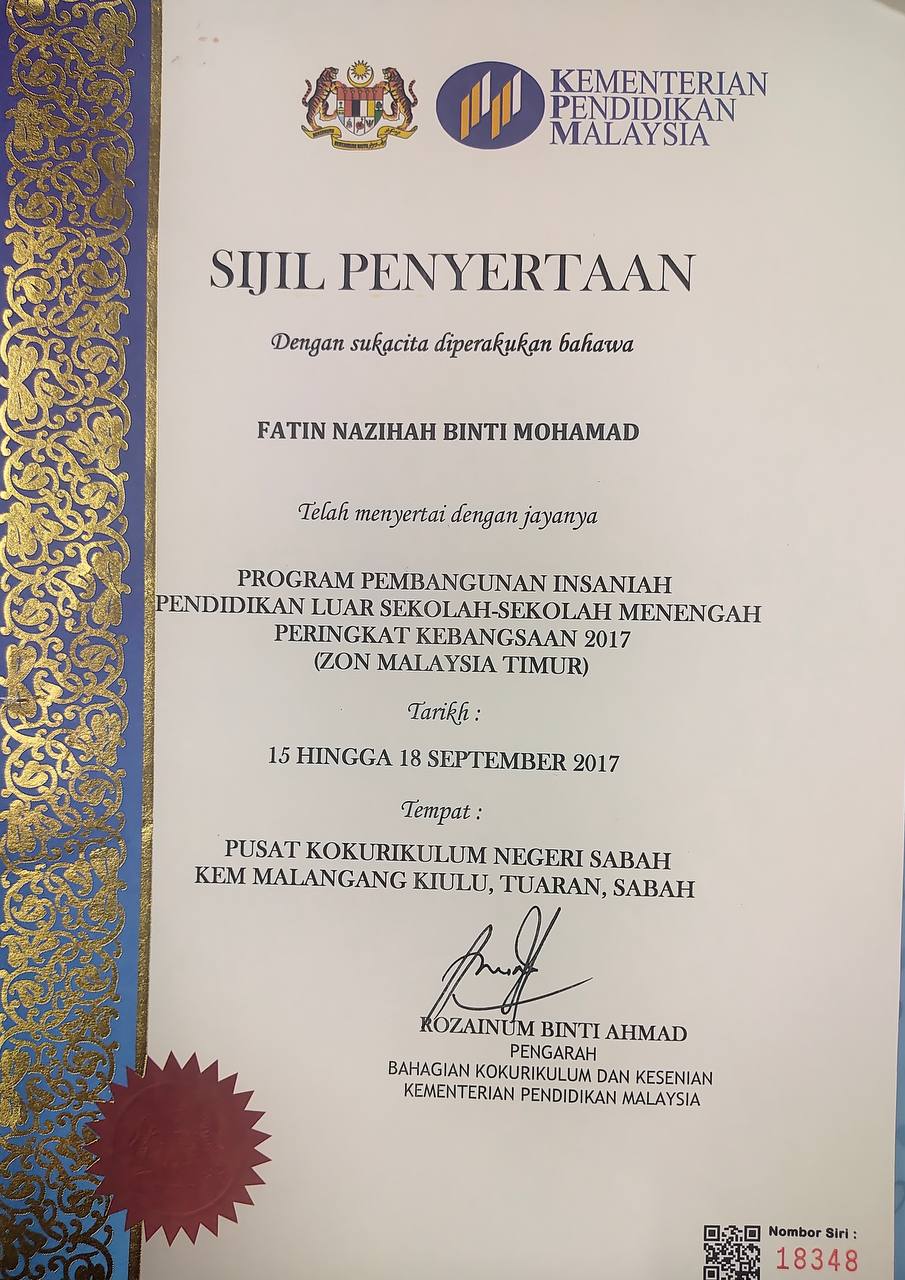 KEMENTERIAN
PENDIDIKAN
MALAYSIA
SIJIL PENYERTAAN
Dengan sukacita diperakukan bahawa
FATIN NAZIHAH BINTI MOHAMAD
Telah menyertai dengan jayanya
PROGRAM PEMBANGUNAN INSANIAH
PENDIDIKAN LUAR SEKOLAH-SEKOLAH MENENGAH
PERINGKAT KEBANGSAAN 2017
(ZON MALAYSIA TIMUR)
Tarikh :
15 HINGGA 18 SEPTEMBER 2017
Tempat :
PUSAT KOKURIKULUM NEGERI SABAH
KEM MALANGANG KIULU, TUARAN, SABAH
ROZAINUM BINTI AHMAD
PENGARAH
BAHAGIAN KOKURIKULUM DAN KESENIAN
KEMENTERIAN PENDIDIKAN MALAYSIA
Nombor Siri :
18348